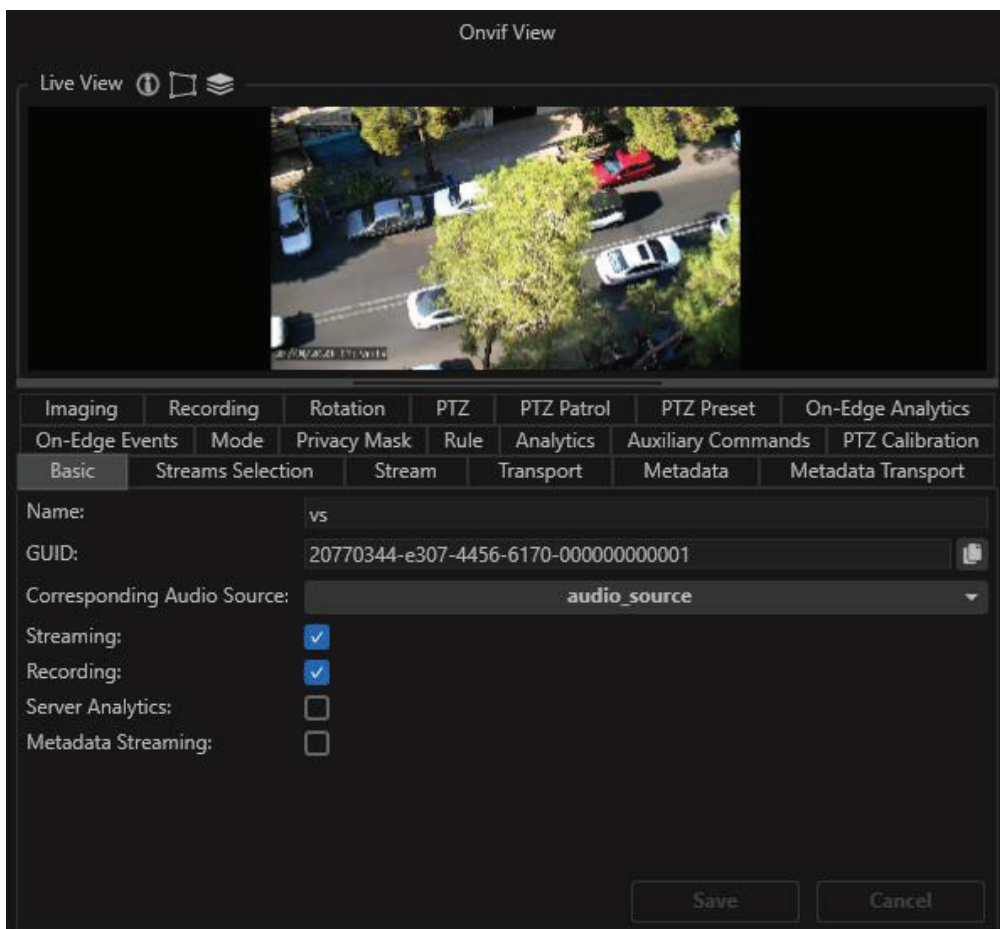 Onvif View
Live View
Imaging Recording Rotation PTZ PTZ Patrol PTZ Preset On-Edge Analytics
On-Edge Events Mode Privacy Mask Rule Analytics Auxiliary Commands PTZ Calibration
Basic Streams Selection Stream Transport Metadata Metadata Transport
Name: vs
GUID: 20770344-e307-4456-6170-000000000001
Corresponding Audio Source: audio_source
Streaming:
Recording:
Server Analytics:
Metadata Streaming:
Save Cancel